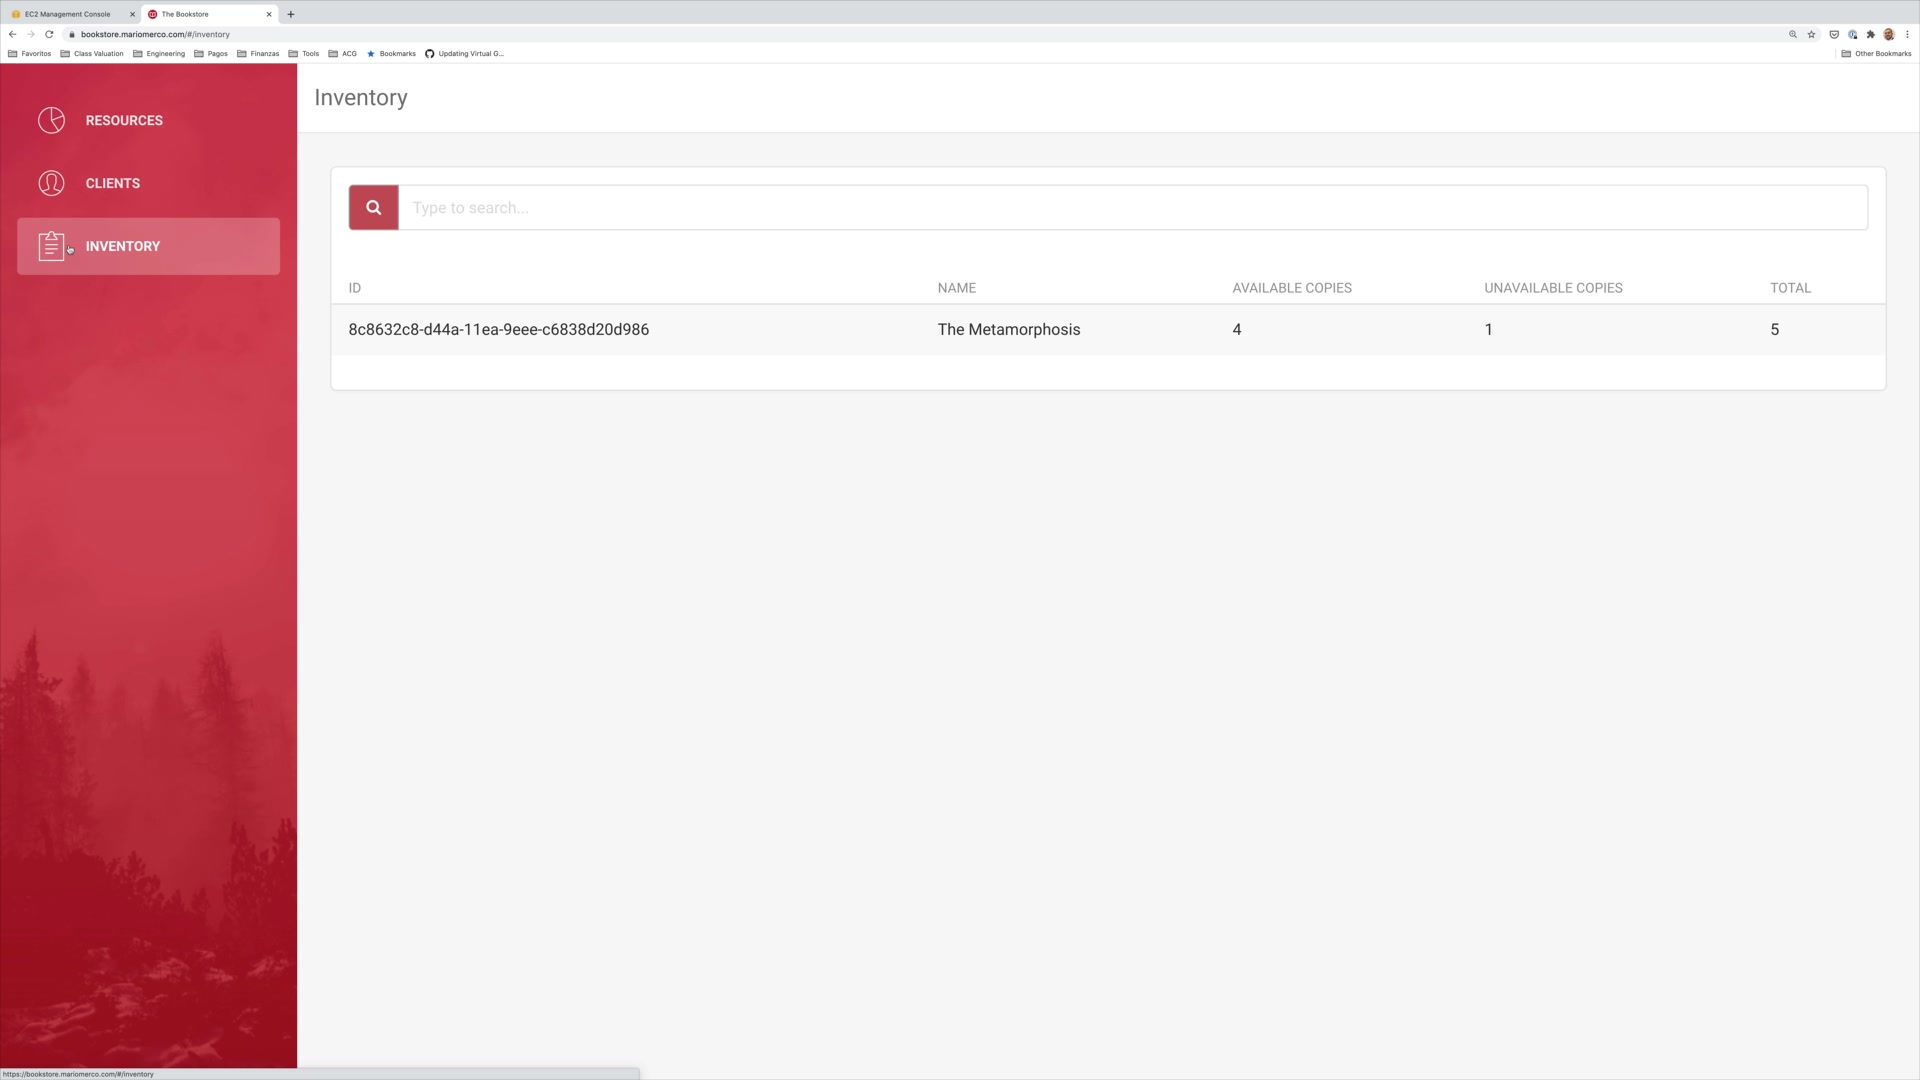 EC2 Management Console
The Bookstore
bookstore.mariomerco.com/#/inventory
Favoritos Class Valuation Engineering Pagos Finanzas Tools ACG Bookmarks Updating Virtual G... Other Bookmarks
RESOURCES
CLIENTS
INVENTORY
Inventory
Type to search...
ID NAME AVAILABLE COPIES UNAVAILABLE COPIES TOTAL
8c8632c8-d44a-11ea-9eee-c6838d20d986 The Metamorphosis 4 1 5
https://bookstore.mariomerco.com/#/inventory